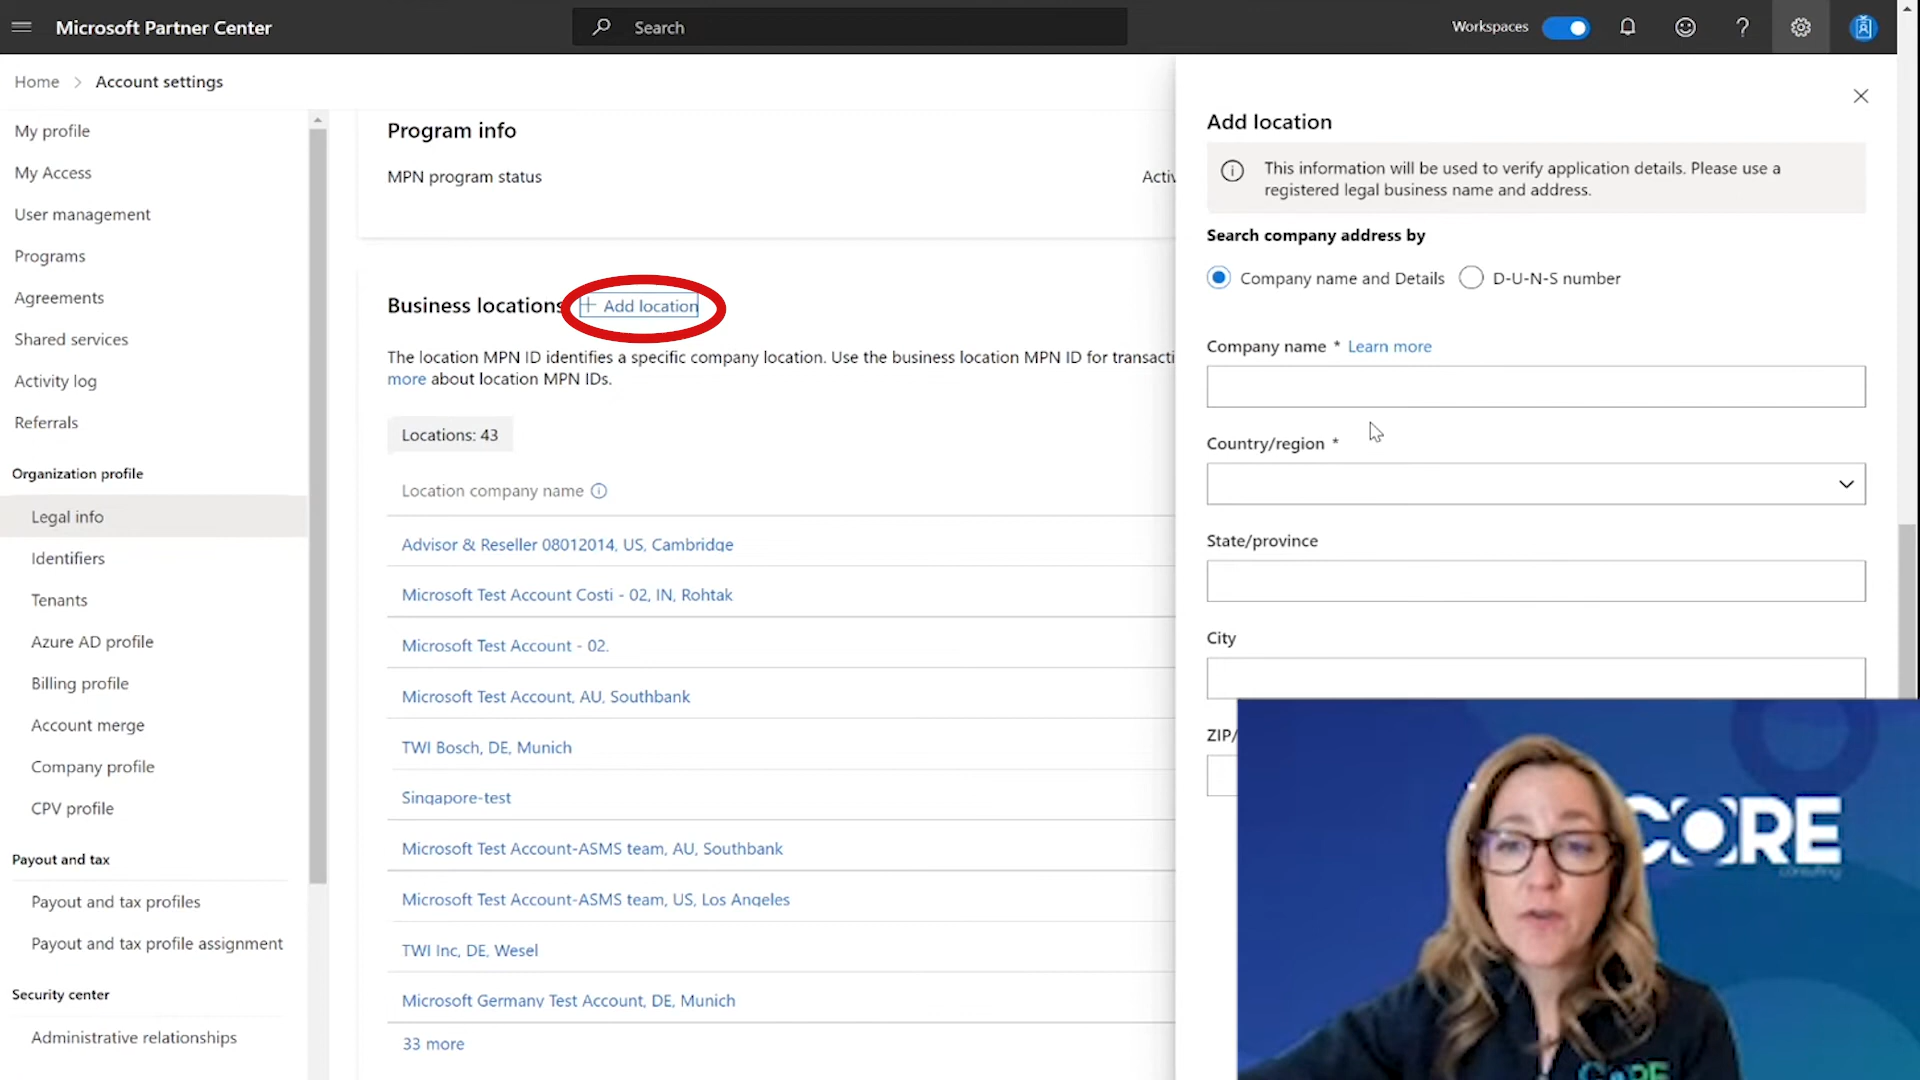 Microsoft Partner Center
Search
Workspaces
Home > Account settings
My profile
My Access
User management
Programs
Agreements
Shared services
Activity log
Referrals
Organization profile
Legal info
Identifiers
Tenants
Azure AD profile
Billing profile
Account merge
Company profile
CPV profile
Payout and tax
Payout and tax profiles
Payout and tax profile assignment
Security center
Administrative relationships
Program info
MPN program status
Activ
Business locations + Add location
The location MPN ID identifies a specific company location. Use the business location MPN ID for transacti
more about location MPN IDs.
Locations: 43
Location company name
Advisor & Reseller 08012014, US, Cambridge
Microsoft Test Account Costi - 02, IN, Rohtak
Microsoft Test Account - 02.
Microsoft Test Account, AU, Southbank
TWI Bosch, DE, Munich
Singapore-test
Microsoft Test Account-ASMS team, AU, Southbank
Microsoft Test Account-ASMS team, US, Los Angeles
TWI Inc, DE, Wesel
Microsoft Germany Test Account, DE, Munich
33 more
Add location
This information will be used to verify application details. Please use a
registered legal business name and address.
Search company address by
Company name and Details
D-U-N-S number
Company name * Learn more
Country/region *
State/province
City
ZIP/
CORE
consulting
CORE